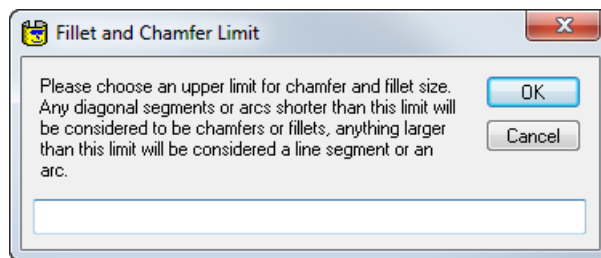 Fillet and Chamfer Limit
Please choose an upper limit for chamfer and fillet size.
Any diagonal segments or arcs shorter than this limit will
be considered to be chamfers or fillets, anything larger
than this limit will be considered a line segment or an
arc.
OK
Cancel